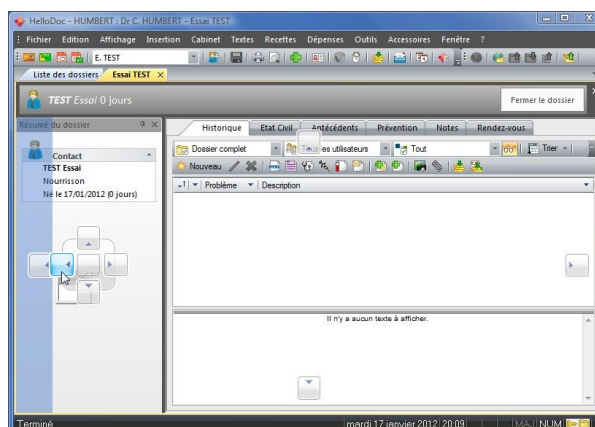 HelloDoc - HUMBERT : Dr C. HUMBERT - Essai TEST
Fichier Edition Affichage Insertion Cabinet Textes Recettes Dépenses Outils Accessoires Fenêtre ?
E. TEST
Liste des dossiers Essai TEST
TEST Essai 0 jours
Fermer le dossier
Résumé du dossier
Historique Etat Civil Antécédents Prévention Notes Rendez-vous
Contact
TEST Essai
Nourrisson
Né le 17/01/2012 (0 jours)
Dossier complet es utilisateurs Tout Trier
Nouveau
1 Problème Description
Il n'y a aucun texte à afficher.
Terminé mardi 17 janvier 2012 20:09 MAJ NUM